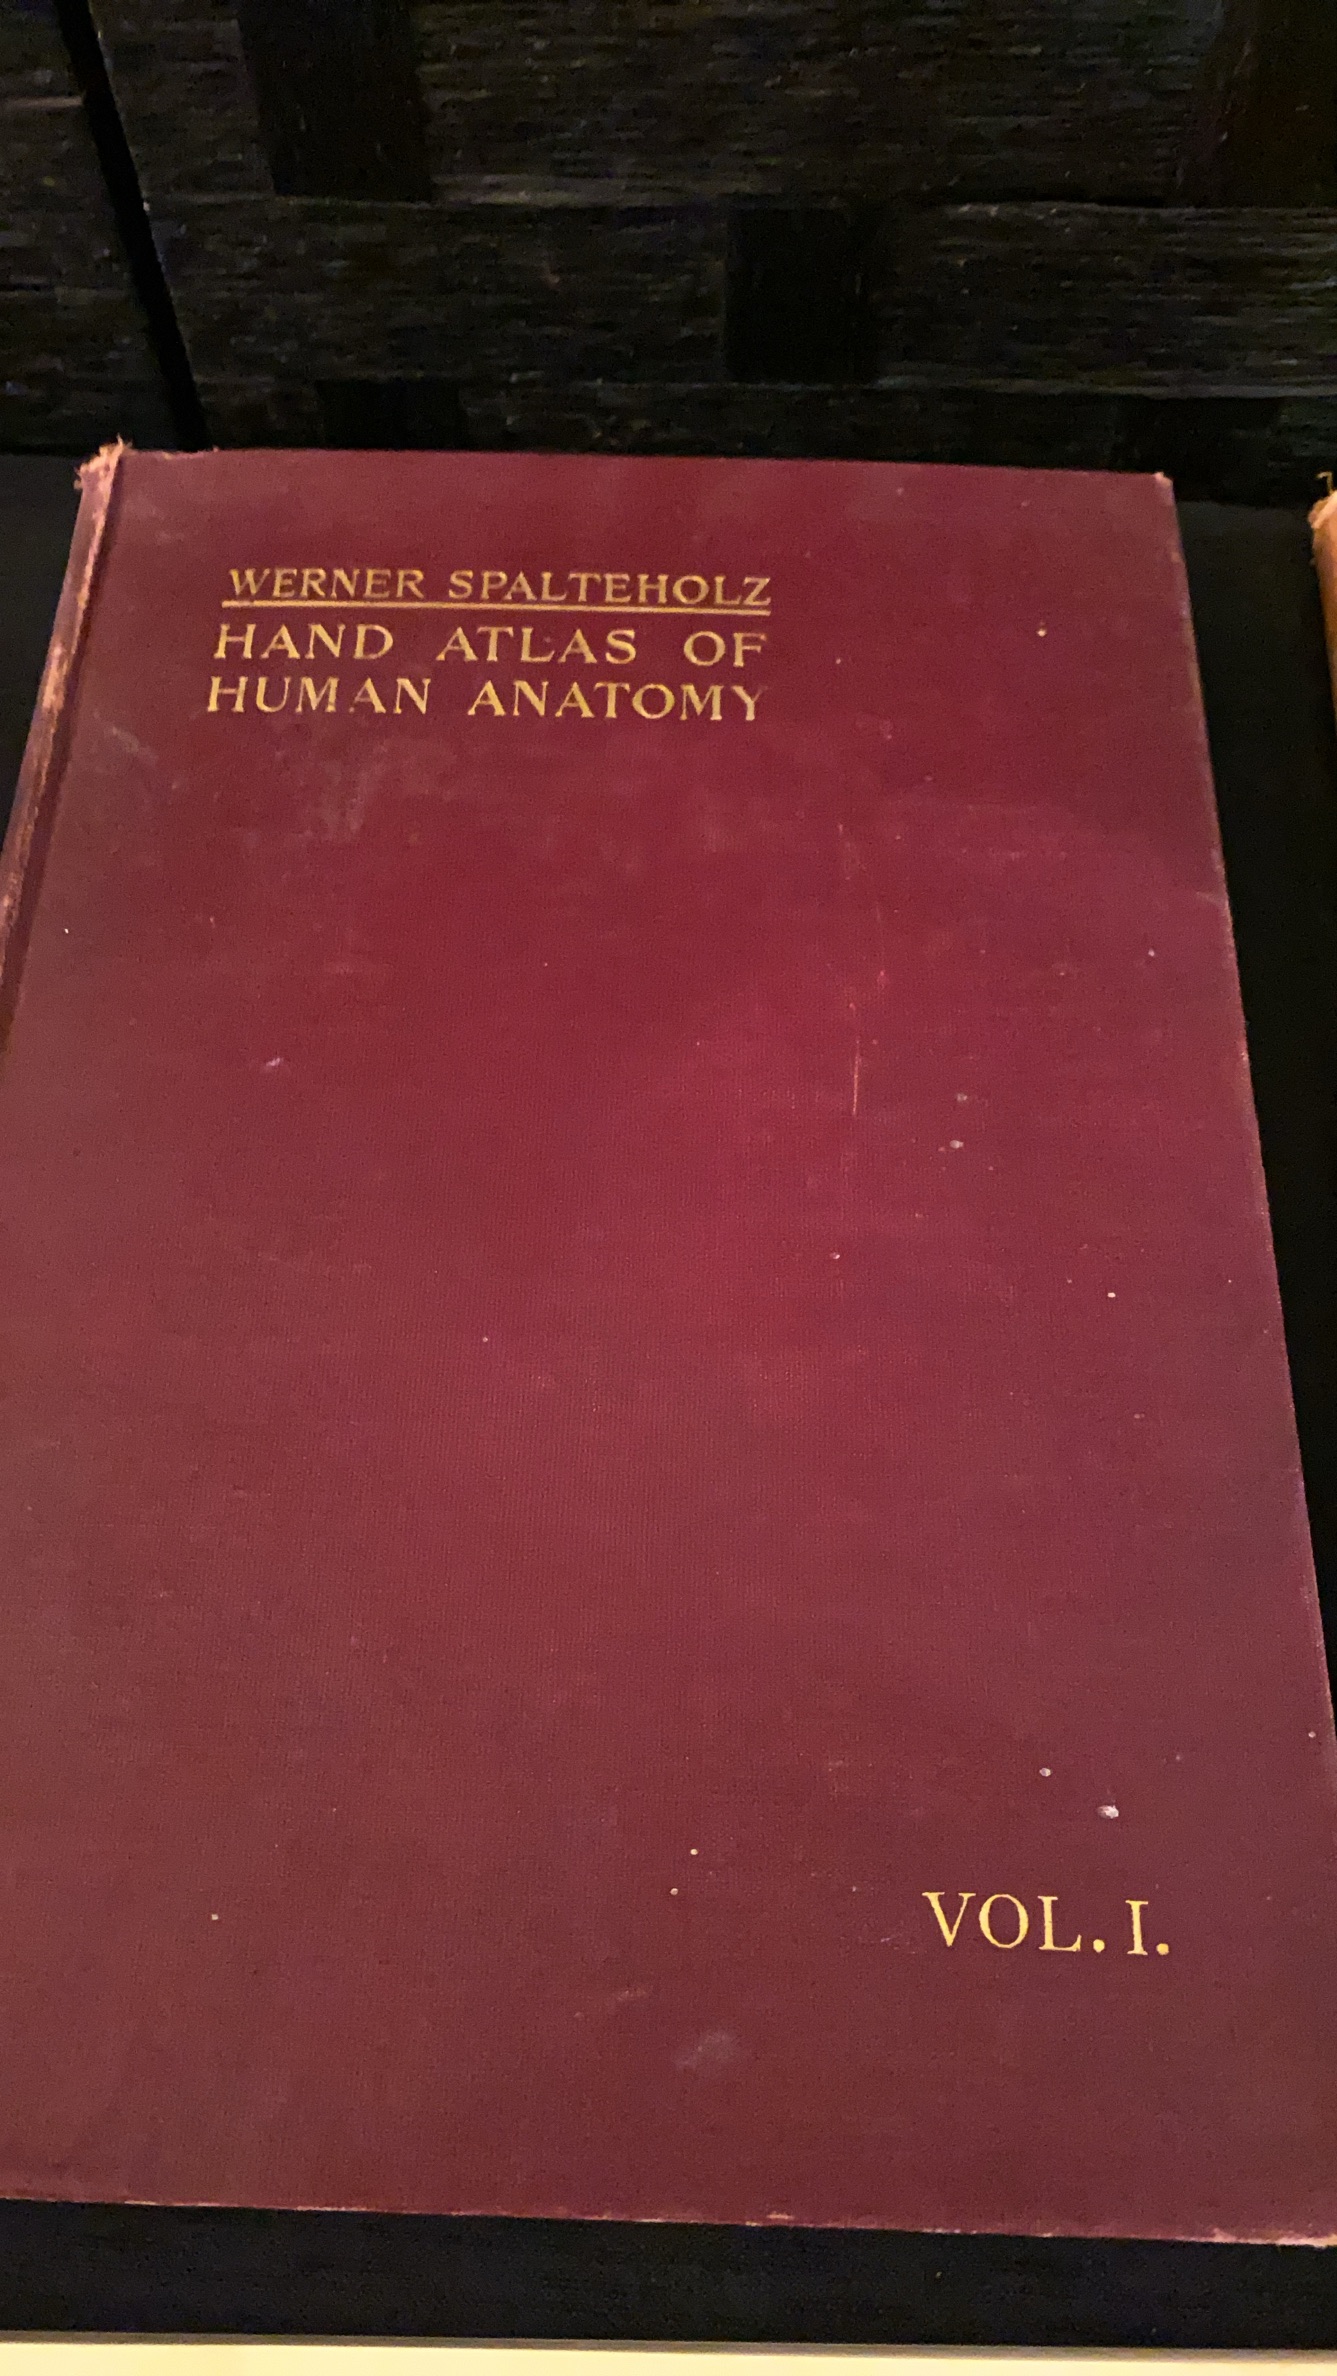 WERNER SPALTEHOLZ
HAND ATLAS OF
HUMAN ANATOMY
VOL. I.